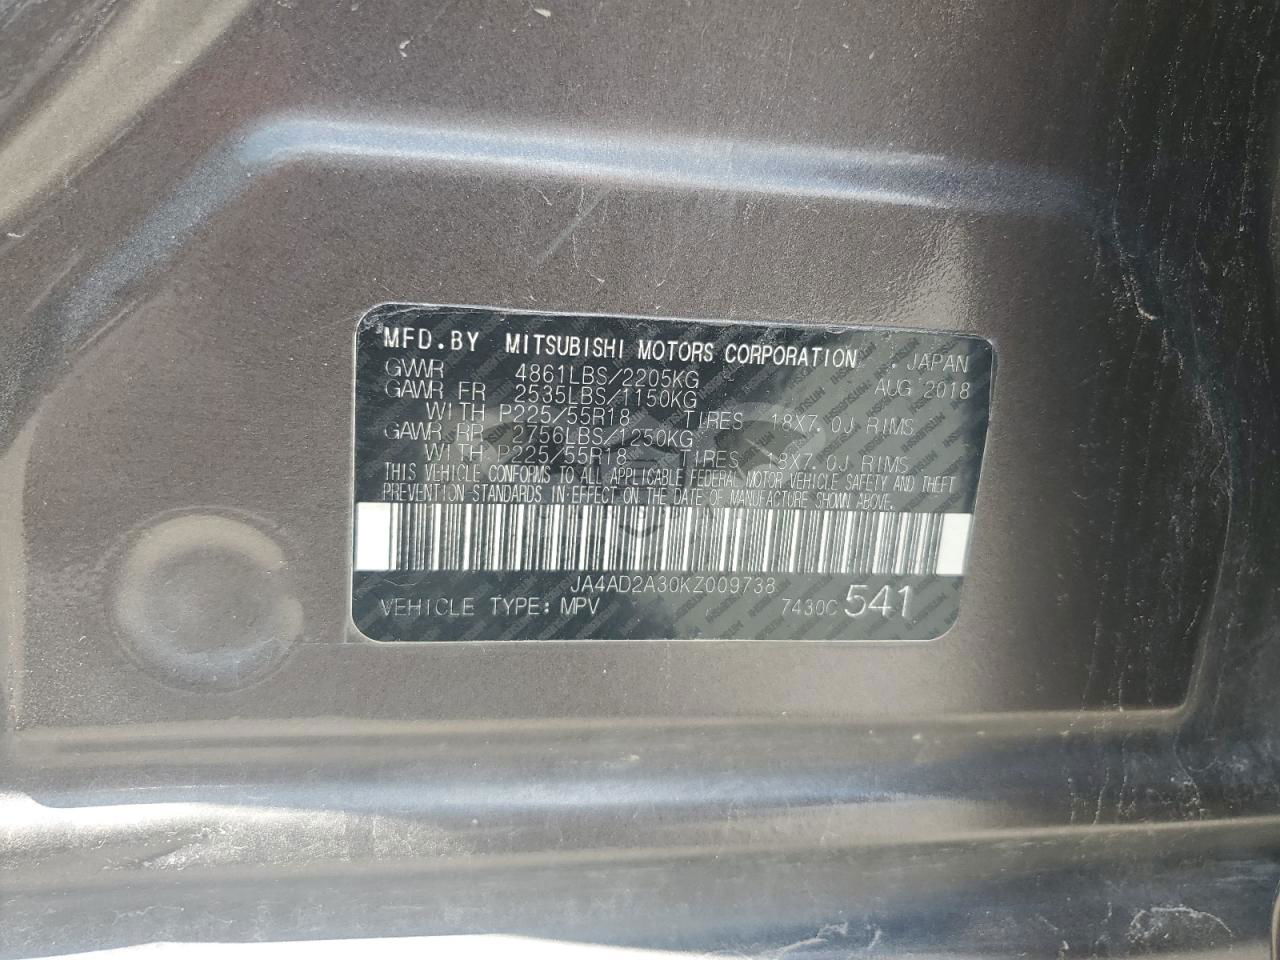 MFD.BY MITSUBISHI MOTORS CORPORATION , JAPAN
GVWR 4861LBS/2205KG AUG 2018
GAWR FR 2535LBS/1150KG
WITH P225/55R18 TIRES 18X7.0J RIMS
GAWR RR 2756LBS/1250KG
WITH P225/55R18 TIRES 18X7.0J RIMS
THIS VEHICLE CONFORMS TO ALL APPLICABLE FEDERAL MOTOR VEHICLE SAFETY AND THEFT
PREVENTION STANDARDS IN EFFECT ON THE DATE OF MANUFACTURE SHOWN ABOVE.
JA4AD2A30KZ009738
VEHICLE TYPE: MPV 7430C 541